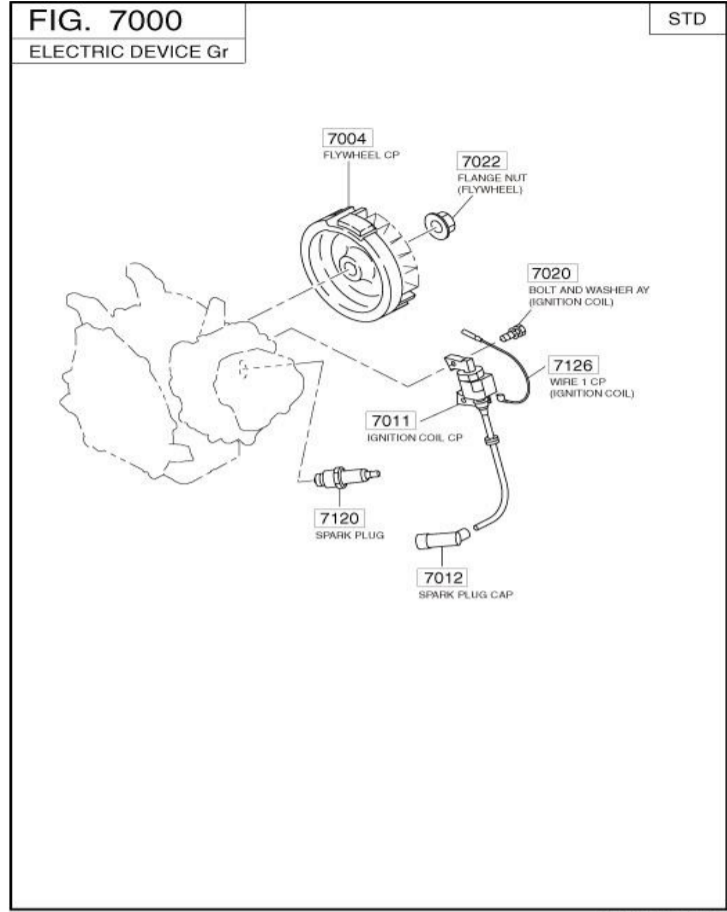 FIG. 7000
STD
ELECTRIC DEVICE Gr
7004
FLYWHEEL CP
7022
FLANGE NUT
(FLYWHEEL)
7020
BOLT AND WASHER AY
(IGNITION COIL)
7126
WIRE 1 CP
(IGNITION COIL)
7011
IGNITION COIL CP
7120
SPARK PLUG
7012
SPARK PLUG CAP